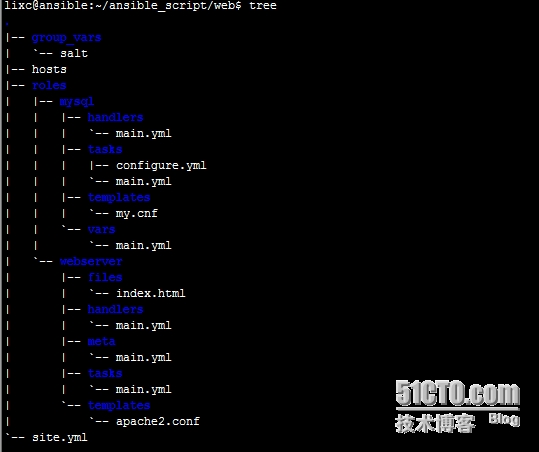 lixc@ansible:~/ansible_script/web$ tree
.
|-- group_vars
|   `-- salt
|-- hosts
|-- roles
|   |-- mysql
|   |   |-- handlers
|   |   |   `-- main.yml
|   |   |-- tasks
|   |   |   |-- configure.yml
|   |   |   `-- main.yml
|   |   |-- templates
|   |   |   `-- my.cnf
|   |   `-- vars
|   |       `-- main.yml
|   `-- webserver
|       |-- files
|       |   `-- index.html
|       |-- handlers
|       |   `-- main.yml
|       |-- meta
|       |   `-- main.yml
|       |-- tasks
|       |   `-- main.yml
|       `-- templates
|           `-- apache2.conf
`-- site.yml
51CTO.com
技术博客 Blog